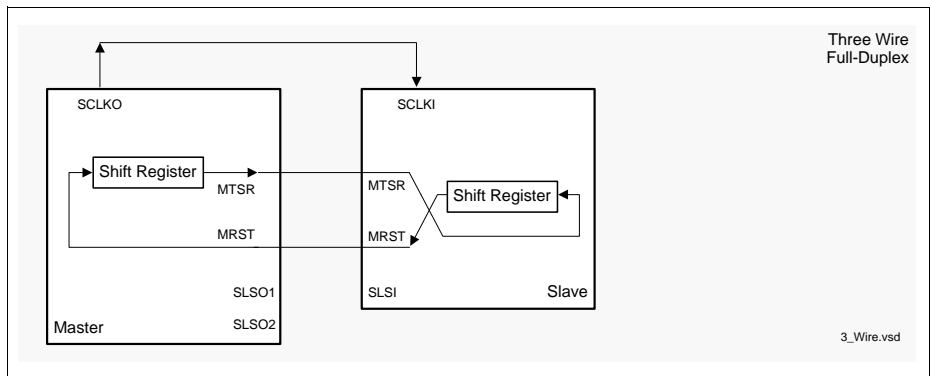 Three Wire
Full-Duplex
SCLKO
SCLKI
Shift Register
MTSR
MTSR
Shift Register
MRST
MRST
SLSO1
SLSI
Slave
Master
SLSO2
3_Wire.vsd